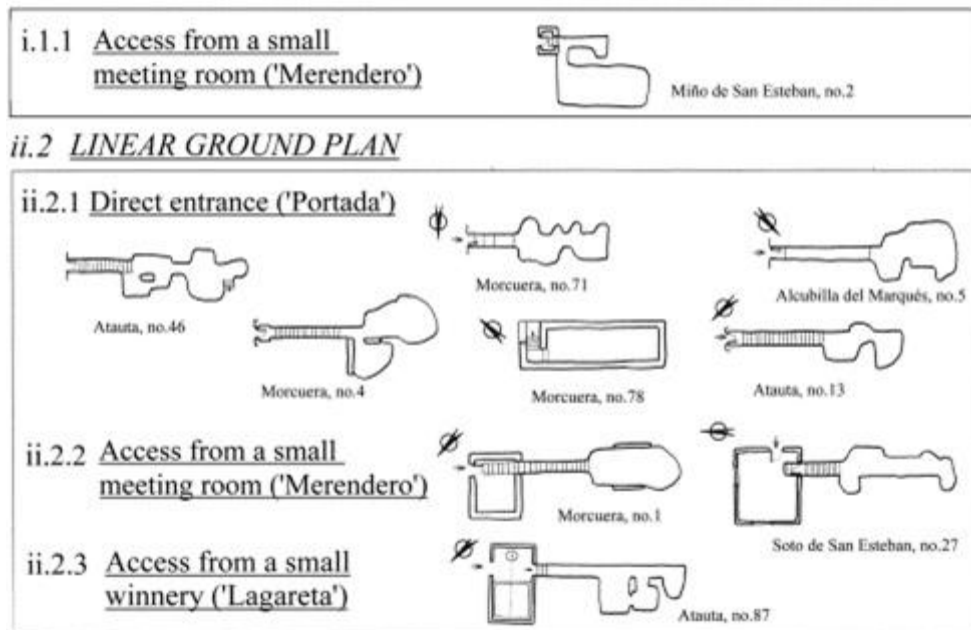 i.1.1 Access from a small
meeting room ('Merendero')
Miño de San Esteban, no.2
ii.2 LINEAR GROUND PLAN
ii.2.1 Direct entrance ('Portada')
Atauta, no.46
Morcuera, no.71
Alcubilla del Marqués, no.5
Morcuera, no.4
Morcuera, no.78
Atauta, no.13
ii.2.2 Access from a small
meeting room ('Merendero')
Morcuera, no.1
Soto de San Esteban, no.27
ii.2.3 Access from a small
winnery ('Lagareta')
Atauta, no.87